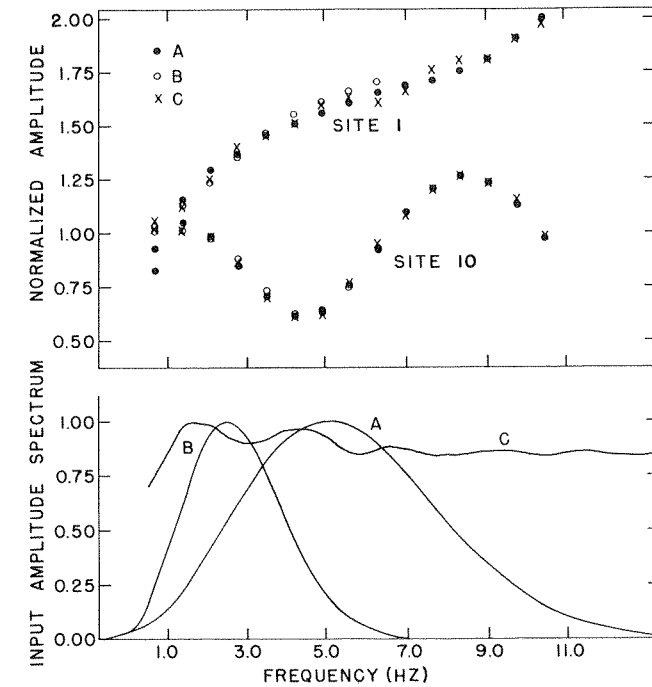 2.00
1.75
1.50
1.25
1.00
0.75
0.50
NORMALIZED AMPLITUDE
A
B
C
SITE 1
SITE 10
1.00
0.75
0.50
0.25
0.00
INPUT AMPLITUDE SPECTRUM
B
A
C
1.0 3.0 5.0 7.0 9.0 11.0
FREQUENCY (HZ)